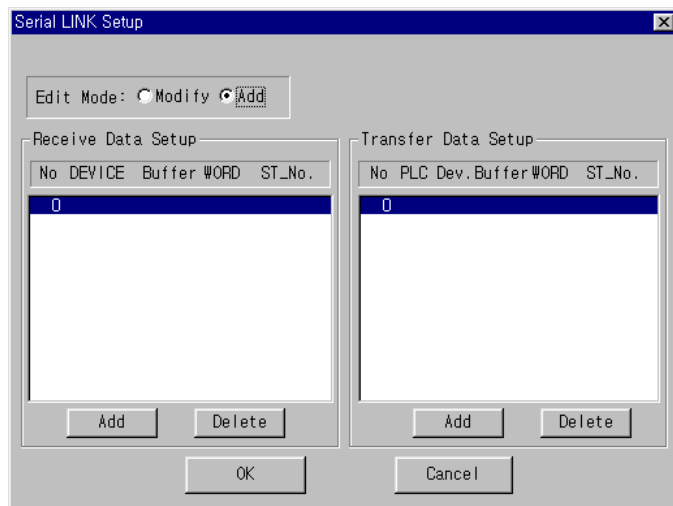 Serial LINK Setup
Edit Mode: Modify Add
Receive Data Setup
No DEVICE Buffer WORD ST_No.
0
Add Delete
Transfer Data Setup
No PLC Dev.Buffer WORD ST_No.
0
Add Delete
OK Cancel